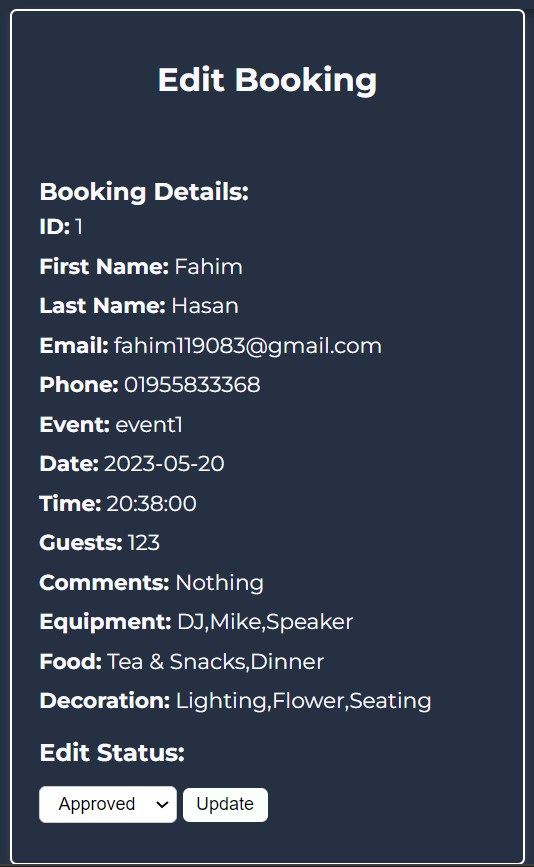 Edit Booking
Booking Details:
ID: 1
First Name: Fahim
Last Name: Hasan
Email: fahim119083@gmail.com
Phone: 01955833368
Event: event1
Date: 2023-05-20
Time: 20:38:00
Guests: 123
Comments: Nothing
Equipment: DJ,Mike,Speaker
Food: Tea & Snacks,Dinner
Decoration: Lighting,Flower,Seating
Edit Status:
Approved Update